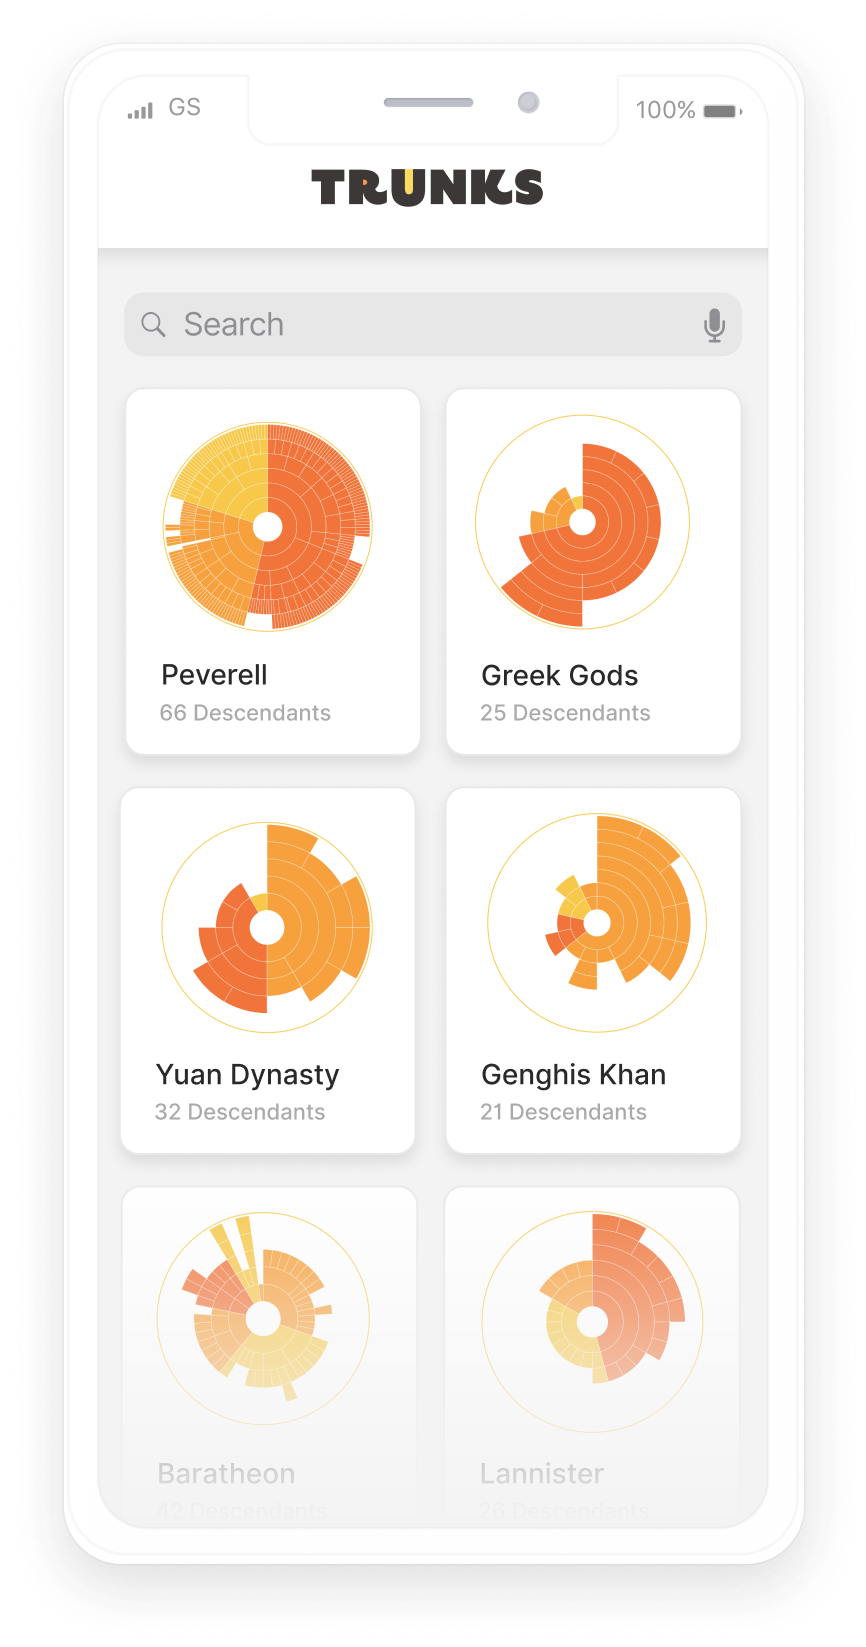 GS
100%
TRUNKS
Search
Peverell
66 Descendants
Greek Gods
25 Descendants
Yuan Dynasty
32 Descendants
Genghis Khan
21 Descendants
Baratheon
42 Descendants
Lannister
26 Descendants